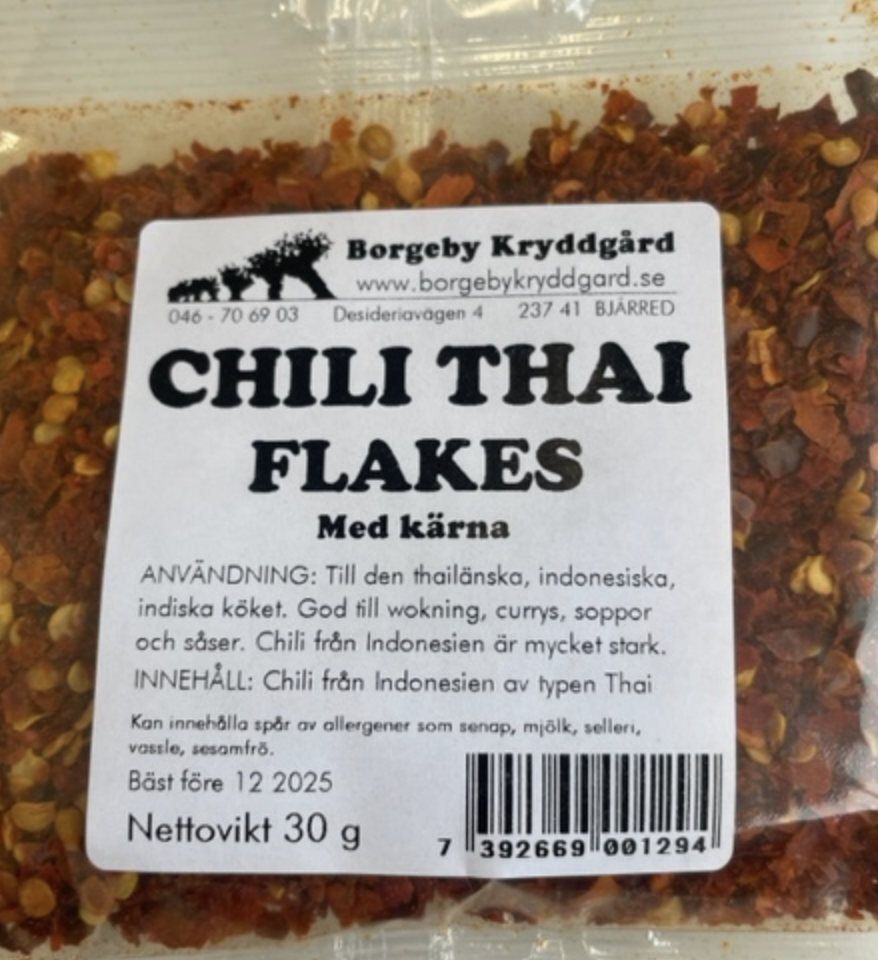 Borgeby Kryddgård
www.borgebykryddgard.se
046 - 70 69 03 Desideriavägen 4 237 41 BJÄRRED
CHILI THAI
FLAKES
Med kärna
ANVÄNDNING: Till den thailänska, indonesiska,
indiska köket. God till wokning, currys, soppor
och såser. Chili från Indonesien är mycket stark.
INNEHÅLL: Chili från Indonesien av typen Thai
Kan innehålla spår av allergener som senap, mjölk, selleri,
vassle, sesamfrö.
Bäst före 12 2025
Nettovikt 30 g
7 392669 001294